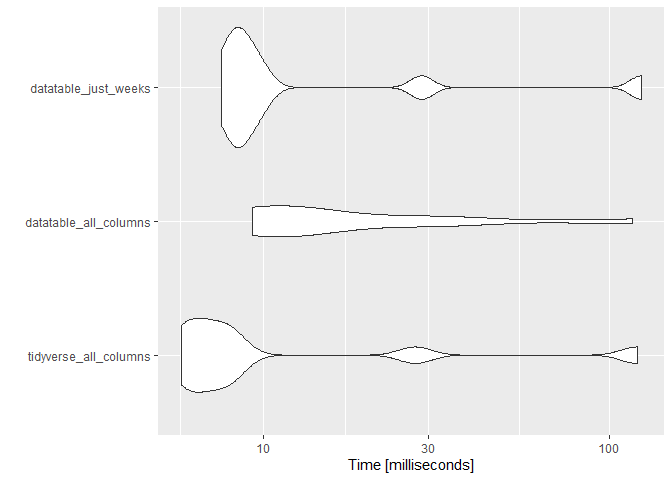 datatable_just_weeks
datatable_all_columns
tidyverse_all_columns
10 30 100
Time [milliseconds]